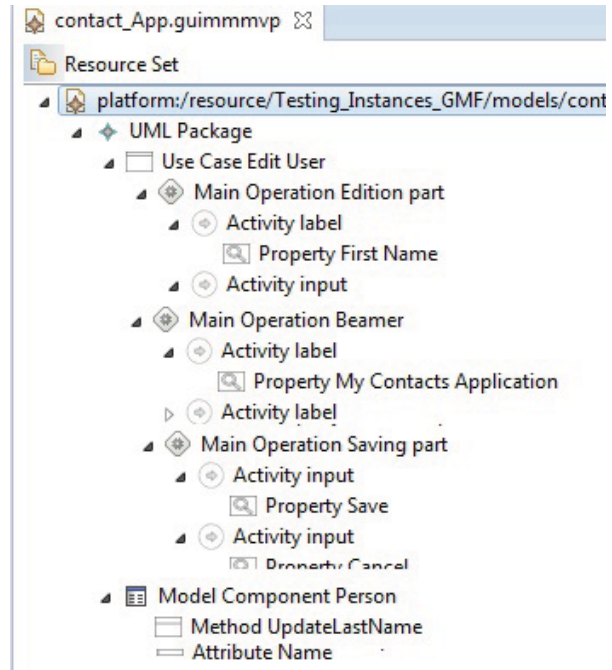 contact_App.guimmmvp
Resource Set
platform:/resource/Testing_Instances_GMF/models/cont
UML Package
Use Case Edit User
Main Operation Edition part
Activity label
Property First Name
Activity input
Main Operation Beamer
Activity label
Property My Contacts Application
Activity label
Main Operation Saving part
Activity input
Property Save
Activity input
Property Cancel
Model Component Person
Method UpdateLastName
Attribute Name